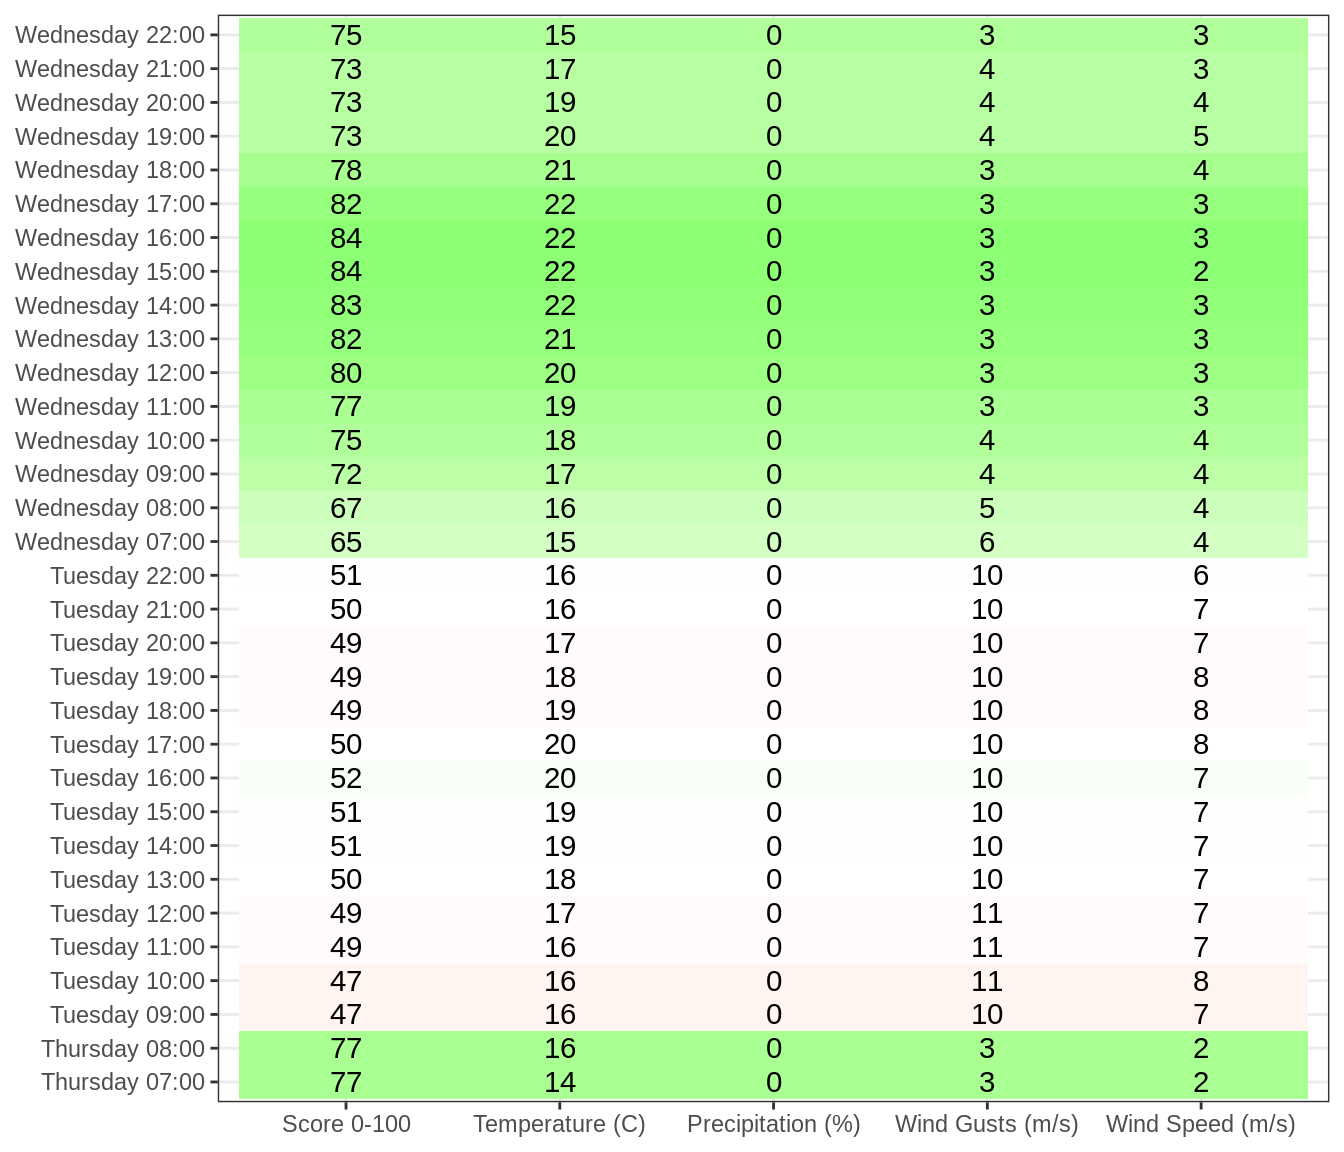 Wednesday 22:00 75 15 0 3 3
Wednesday 21:00 73 17 0 4 3
Wednesday 20:00 73 19 0 4 4
Wednesday 19:00 73 20 0 4 5
Wednesday 18:00 78 21 0 3 4
Wednesday 17:00 82 22 0 3 3
Wednesday 16:00 84 22 0 3 3
Wednesday 15:00 84 22 0 3 2
Wednesday 14:00 83 22 0 3 3
Wednesday 13:00 82 21 0 3 3
Wednesday 12:00 80 20 0 3 3
Wednesday 11:00 77 19 0 3 3
Wednesday 10:00 75 18 0 4 4
Wednesday 09:00 72 17 0 4 4
Wednesday 08:00 67 16 0 5 4
Wednesday 07:00 65 15 0 6 4
Tuesday 22:00 51 16 0 10 6
Tuesday 21:00 50 16 0 10 7
Tuesday 20:00 49 17 0 10 7
Tuesday 19:00 49 18 0 10 8
Tuesday 18:00 49 19 0 10 8
Tuesday 17:00 50 20 0 10 8
Tuesday 16:00 52 20 0 10 7
Tuesday 15:00 51 19 0 10 7
Tuesday 14:00 51 19 0 10 7
Tuesday 13:00 50 18 0 10 7
Tuesday 12:00 49 17 0 11 7
Tuesday 11:00 49 16 0 11 7
Tuesday 10:00 47 16 0 11 8
Tuesday 09:00 47 16 0 10 7
Thursday 08:00 77 16 0 3 2
Thursday 07:00 77 14 0 3 2
Score 0-100 Temperature (C) Precipitation (%) Wind Gusts (m/s) Wind Speed (m/s)